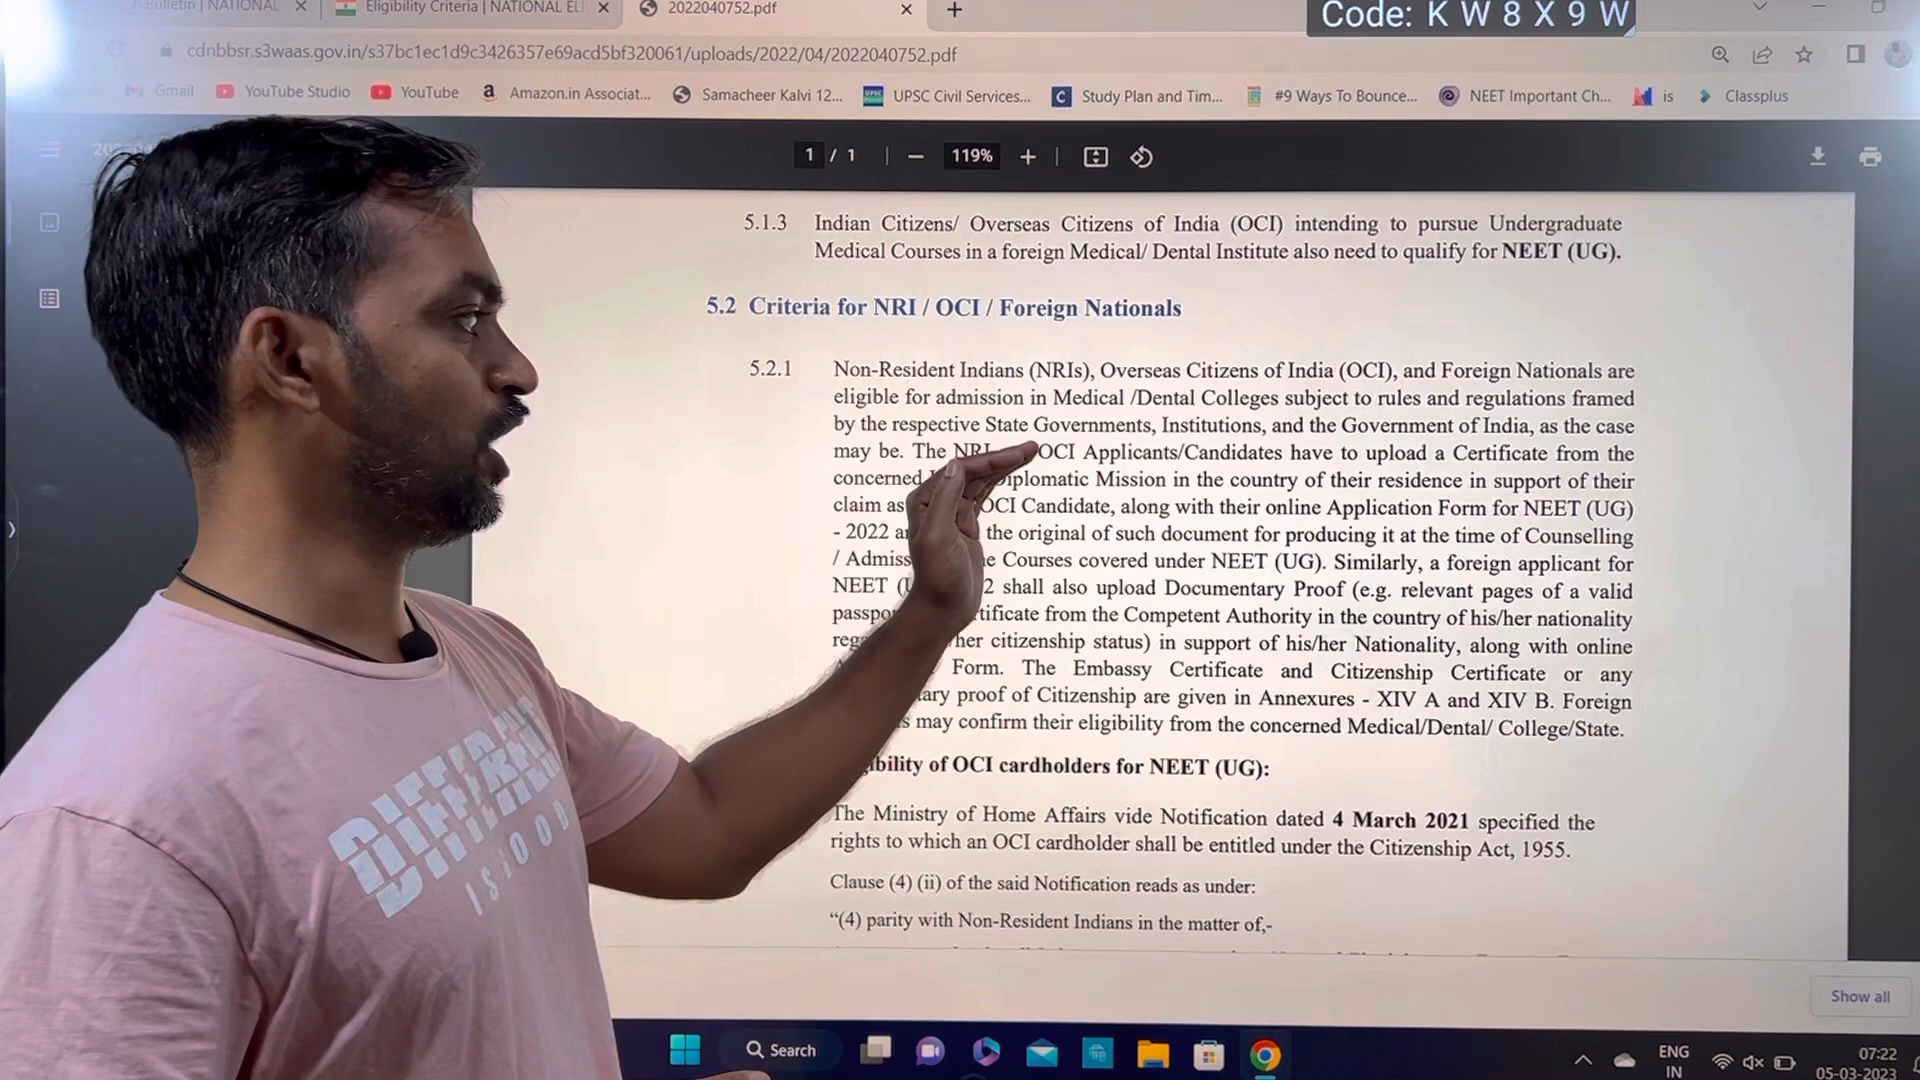 Bulletin | NATIONAL
Eligibility Criteria | NATIONAL ELI
2022040752.pdf
Code: K W 8 X 9 W
cdnbbsr.s3waas.gov.in/s37bc1ec1d9c3426357e69acd5bf320061/uploads/2022/04/2022040752.pdf
Gmail
YouTube Studio
YouTube
Amazon.in Associat...
Samacheer Kalvi 12...
UPSC
UPSC Civil Services...
Study Plan and Tim...
#9 Ways To Bounce...
NEET Important Ch...
is
Classplus
1 / 1
119%
5.1.3 Indian Citizens/ Overseas Citizens of India (OCI) intending to pursue Undergraduate
Medical Courses in a foreign Medical/ Dental Institute also need to qualify for NEET (UG).
5.2 Criteria for NRI / OCI / Foreign Nationals
5.2.1 Non-Resident Indians (NRIs), Overseas Citizens of India (OCI), and Foreign Nationals are
eligible for admission in Medical /Dental Colleges subject to rules and regulations framed
by the respective State Governments, Institutions, and the Government of India, as the case
may be. The NRI OCI Applicants/Candidates have to upload a Certificate from the
concerned Diplomatic Mission in the country of their residence in support of their
claim as OCI Candidate, along with their online Application Form for NEET (UG)
- 2022 the original of such document for producing it at the time of Counselling
/ Admiss Courses covered under NEET (UG). Similarly, a foreign applicant for
NEET 2 shall also upload Documentary Proof (e.g. relevant pages of a valid
passpo tificate from the Competent Authority in the country of his/her nationality
rega her citizenship status) in support of his/her Nationality, along with online
Form. The Embassy Certificate and Citizenship Certificate or any
ary proof of Citizenship are given in Annexures - XIV A and XIV B. Foreign
s may confirm their eligibility from the concerned Medical/Dental/ College/State.
ibility of OCI cardholders for NEET (UG):
The Ministry of Home Affairs vide Notification dated 4 March 2021 specified the
rights to which an OCI cardholder shall be entitled under the Citizenship Act, 1955.
Clause (4) (ii) of the said Notification reads as under:
“(4) parity with Non-Resident Indians in the matter of,-
DIFFERENT
IS GOOD
Show all
Search
ENG
IN
07:22
05-03-2023